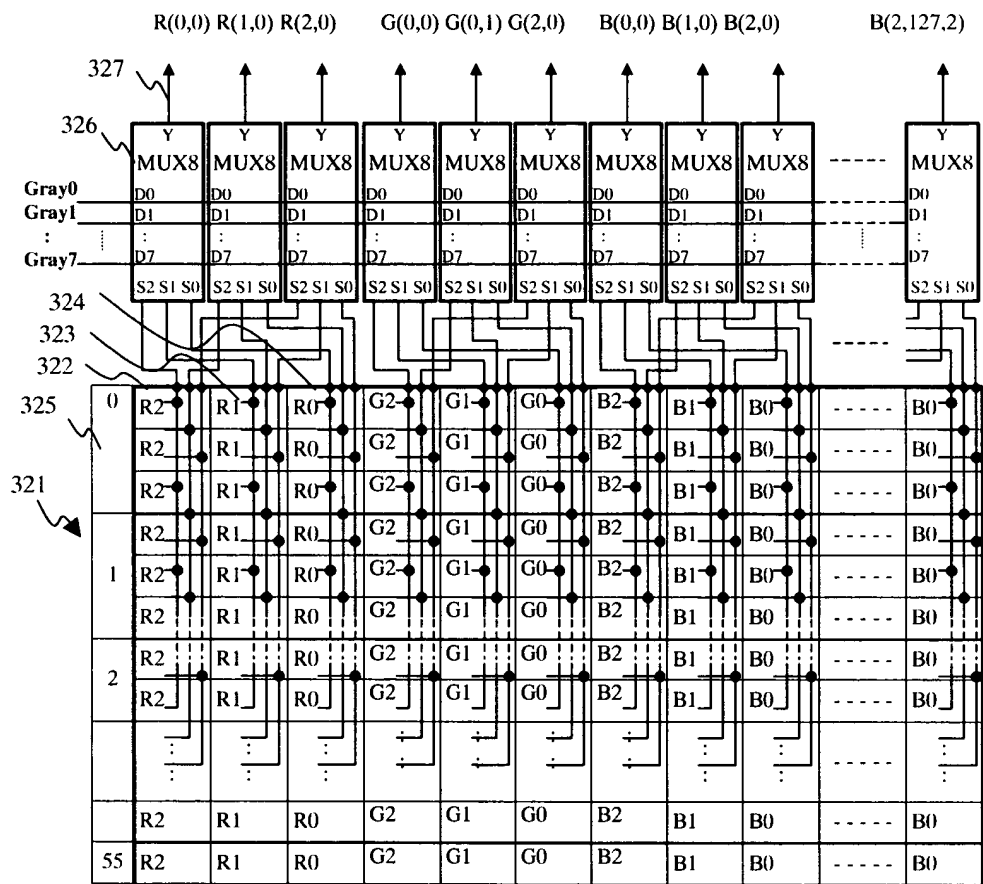 R(0,0) R(1,0) R(2,0) G(0,0) G(0,1) G(2,0) B(0,0) B(1,0) B(2,0) B(2,127,2)
327
326
Y Y Y Y Y Y Y Y Y Y
MUX8 MUX8 MUX8 MUX8 MUX8 MUX8 MUX8 MUX8 MUX8 ----- MUX8
Gray0 D0 D0 D0 D0 D0 D0 D0 D0 D0 D0
Gray1 D1 D1 D1 D1 D1 D1 D1 D1 D1 D1
: : : : : : : : : : :
Gray7 D7 D7 D7 D7 D7 D7 D7 D7 D7 D7
S2 S1 S0 S2 S1 S0 S2 S1 S0 S2 S1 S0 S2 S1 S0 S2 S1 S0 S2 S1 S0 S2 S1 S0 S2 S1 S0 S2 S1 S0
324
323
322
325
321
0 R2 R1 R0 G2 G1 G0 B2 B1 B0 ----- B0
R2 R1 R0 G2 G1 G0 B2 B1 B0 ----- B0
R2 R1 R0 G2 G1 G0 B2 B1 B0 ----- B0
R2 R1 R0 G2 G1 G0 B2 B1 B0 ----- B0
1 R2 R1 R0 G2 G1 G0 B2 B1 B0 ----- B0
R2 R1 R0 G2 G1 G0 B2 B1 B0 ----- B0
R2 R1 R0 G2 G1 G0 B2 B1 B0 ----- B0
2 R2 R1 R0 G2 G1 G0 B2 B1 B0 ----- B0
R2 R1 R0 G2 G1 G0 B2 B1 B0 ----- B0
55 R2 R1 R0 G2 G1 G0 B2 B1 B0 ----- B0